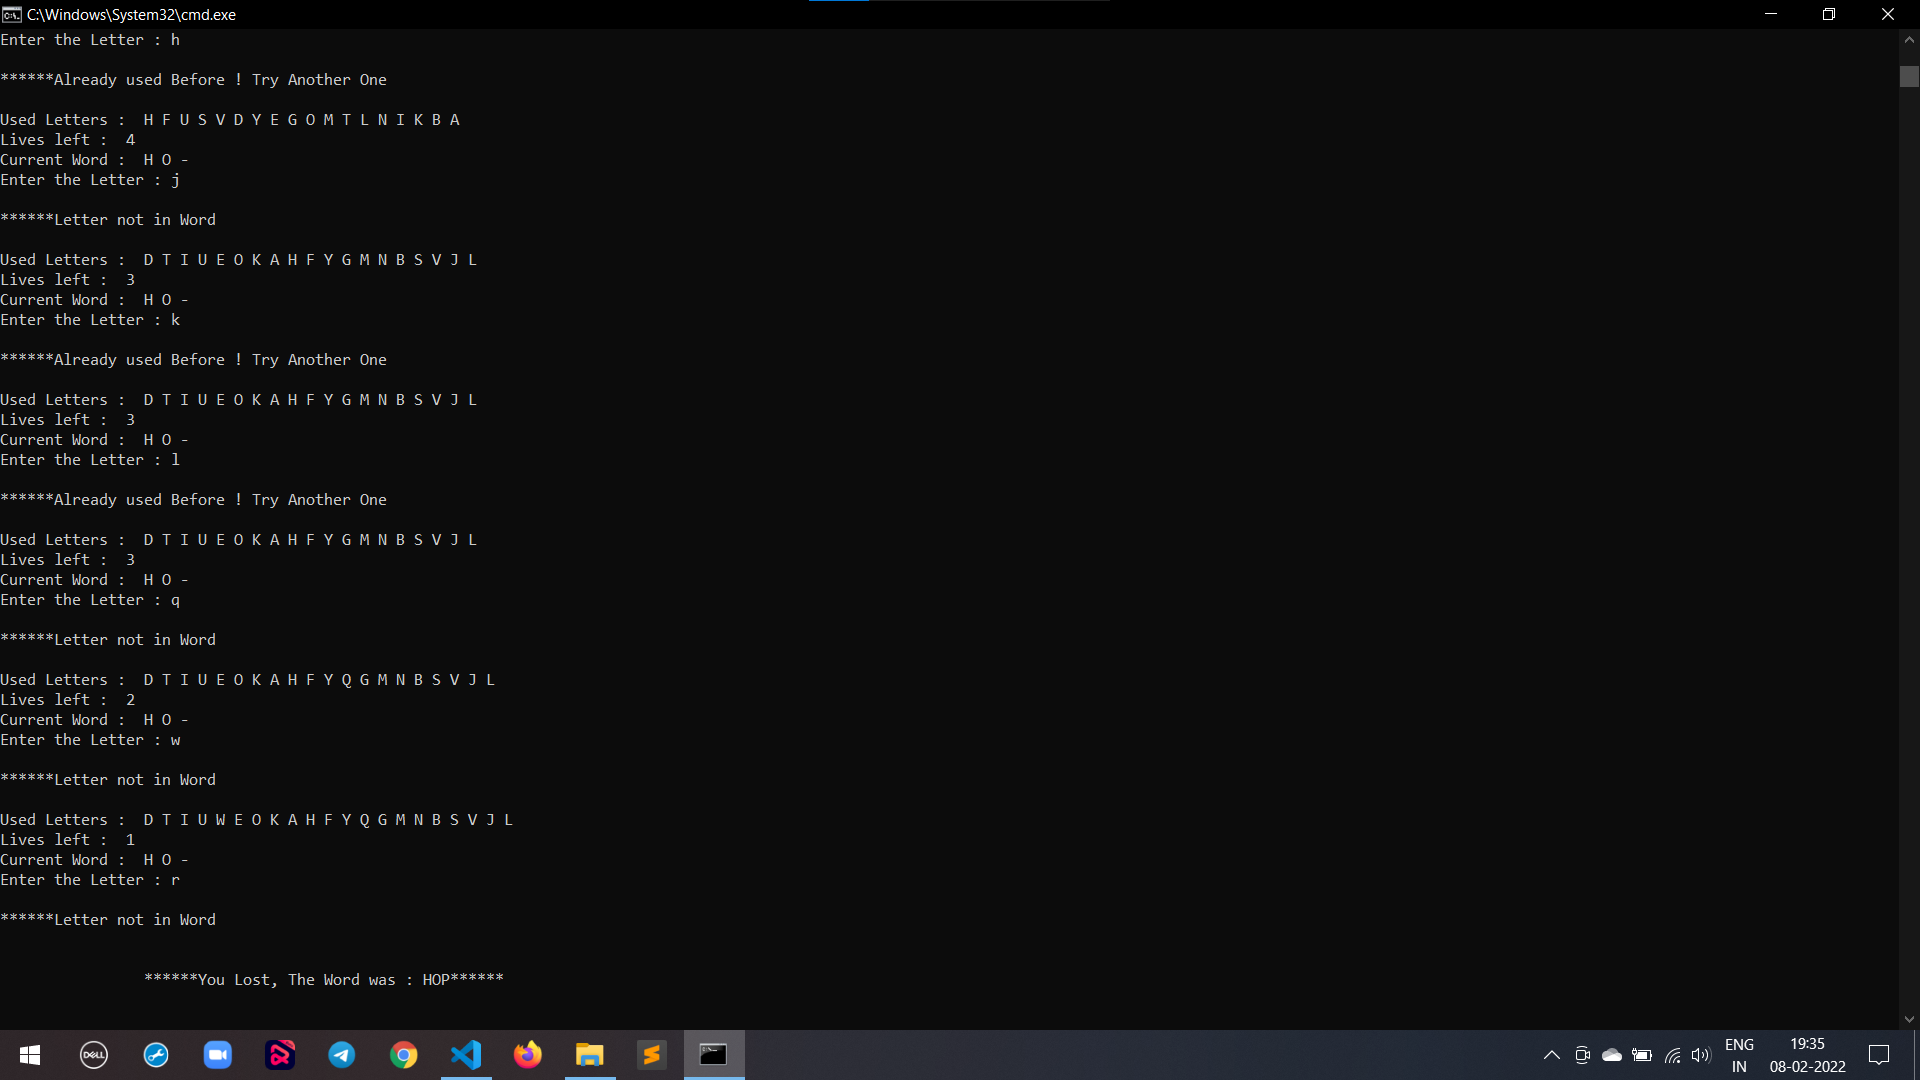 C:\Windows\System32\cmd.exe
Enter the Letter : h
******Already used Before ! Try Another One
Used Letters :  H F U S V D Y E G O M T L N I K B A
Lives left :  4
Current Word :  H O -
Enter the Letter : j
******Letter not in Word
Used Letters :  D T I U E O K A H F Y G M N B S V J L
Lives left :  3
Current Word :  H O -
Enter the Letter : k
******Already used Before ! Try Another One
Used Letters :  D T I U E O K A H F Y G M N B S V J L
Lives left :  3
Current Word :  H O -
Enter the Letter : l
******Already used Before ! Try Another One
Used Letters :  D T I U E O K A H F Y G M N B S V J L
Lives left :  3
Current Word :  H O -
Enter the Letter : q
******Letter not in Word
Used Letters :  D T I U E O K A H F Y Q G M N B S V J L
Lives left :  2
Current Word :  H O -
Enter the Letter : w
******Letter not in Word
Used Letters :  D T I U W E O K A H F Y Q G M N B S V J L
Lives left :  1
Current Word :  H O -
Enter the Letter : r
******Letter not in Word
******You Lost, The Word was : HOP******
DELL
ENG
IN
19:35
08-02-2022